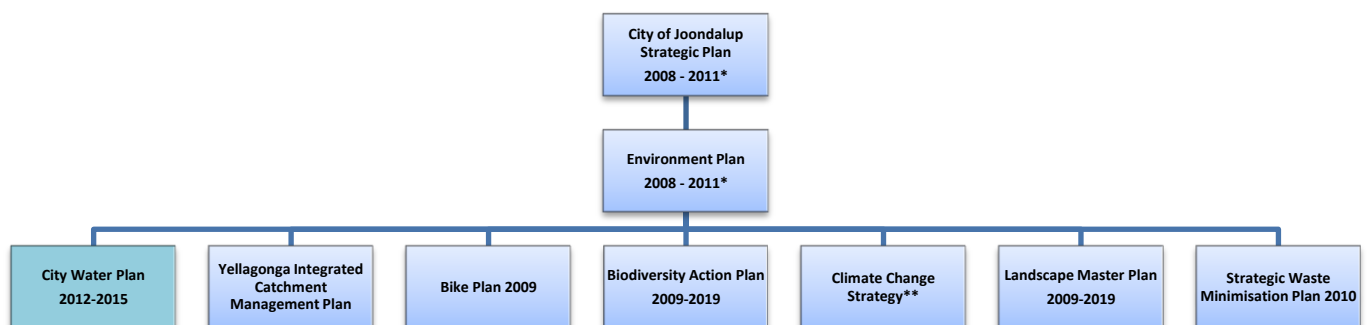 City of Joondalup
Strategic Plan
2008 - 2011*
Environment Plan
2008 - 2011*
City Water Plan
2012-2015
Yellagonga Integrated
Catchment
Management Plan
Bike Plan 2009
Biodiversity Action Plan
2009-2019
Climate Change
Strategy**
Landscape Master Plan
2009-2019
Strategic Waste
Minimisation Plan 2010